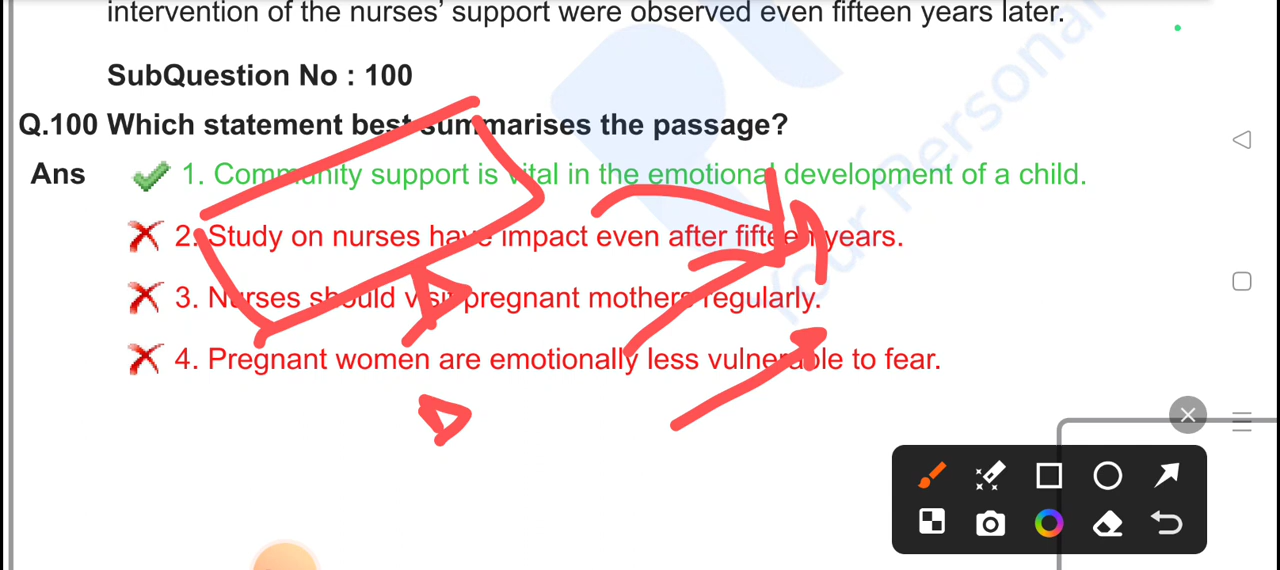 intervention of the nurses' support were observed even fifteen years later.
SubQuestion No : 100
Q.100 Which statement best summarises the passage?
Ans 1. Community support is vital in the emotional development of a child.
2. Study on nurses have impact even after fifteen years.
3. Nurses should visit pregnant mothers regularly.
4. Pregnant women are emotionally less vulnerable to fear.
Your Personal